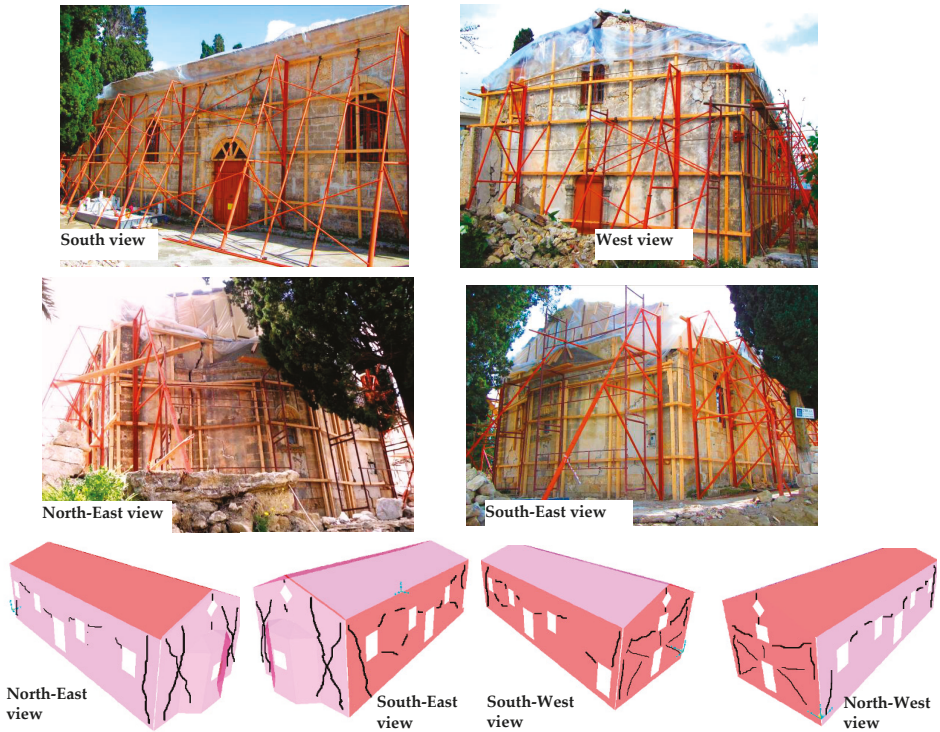 South view
West view
North-East view
South-East view
North-East
view
South-East
view
South-West
view
North-West
view